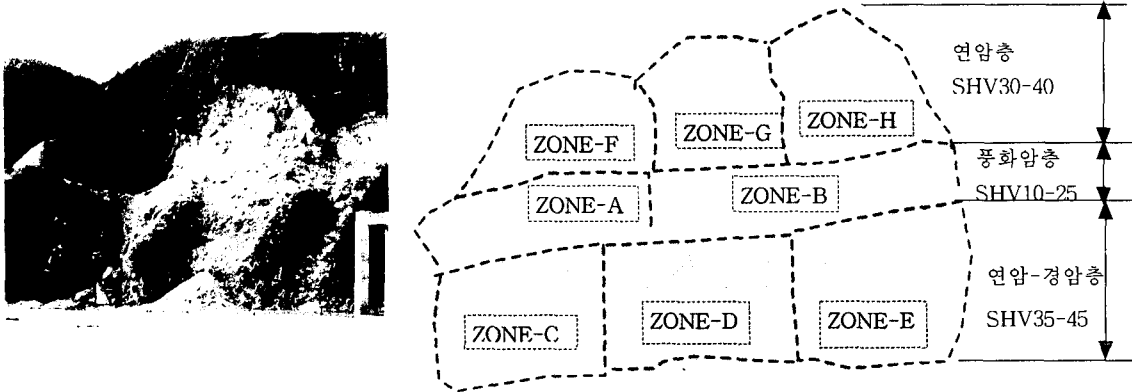 연암층
SHV30-40
ZONE-F
ZONE-G
ZONE-H
풍화암층
SHV10-25
ZONE-A
ZONE-B
연암-경암층
SHV35-45
ZONE-C
ZONE-D
ZONE-E